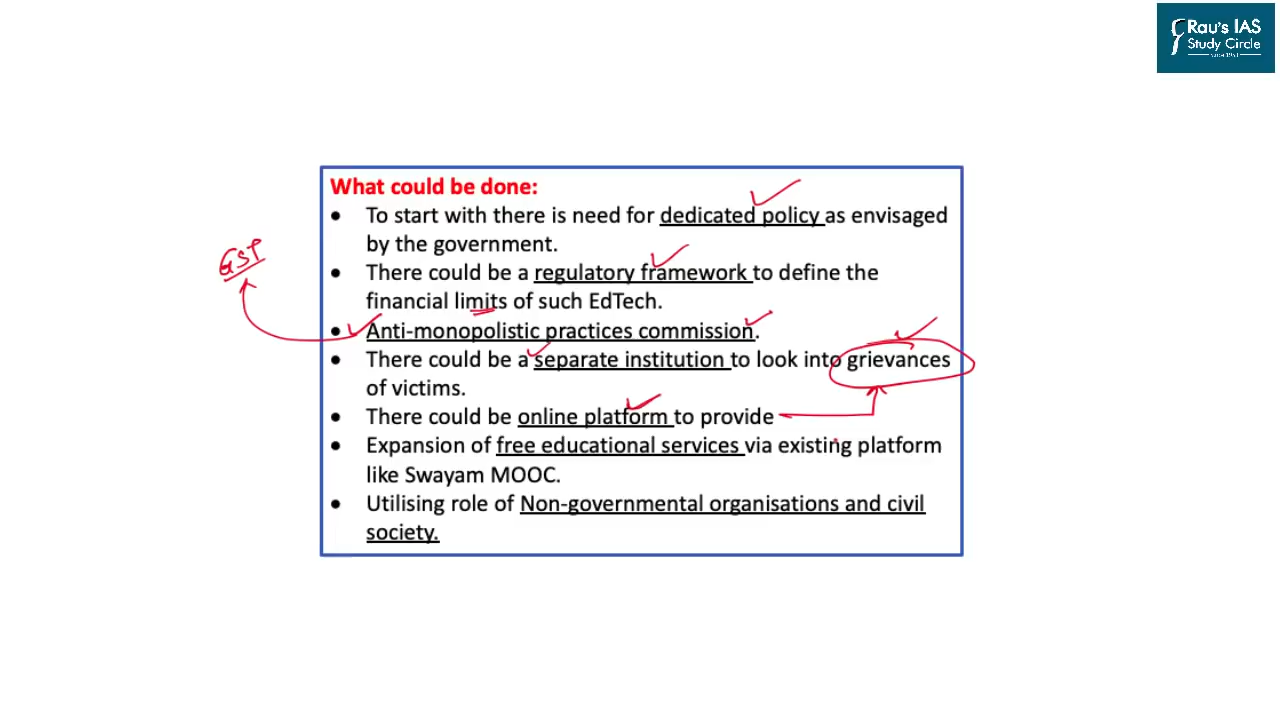 Rau's IAS
Study Circle
since 1953
What could be done:
• To start with there is need for dedicated policy as envisaged
by the government.
GST
• There could be a regulatory framework to define the
financial limits of such EdTech.
• Anti-monopolistic practices commission.
• There could be a separate institution to look into grievances
of victims.
• There could be online platform to provide
• Expansion of free educational services via existing platform
like Swayam MOOC.
• Utilising role of Non-governmental organisations and civil
society.